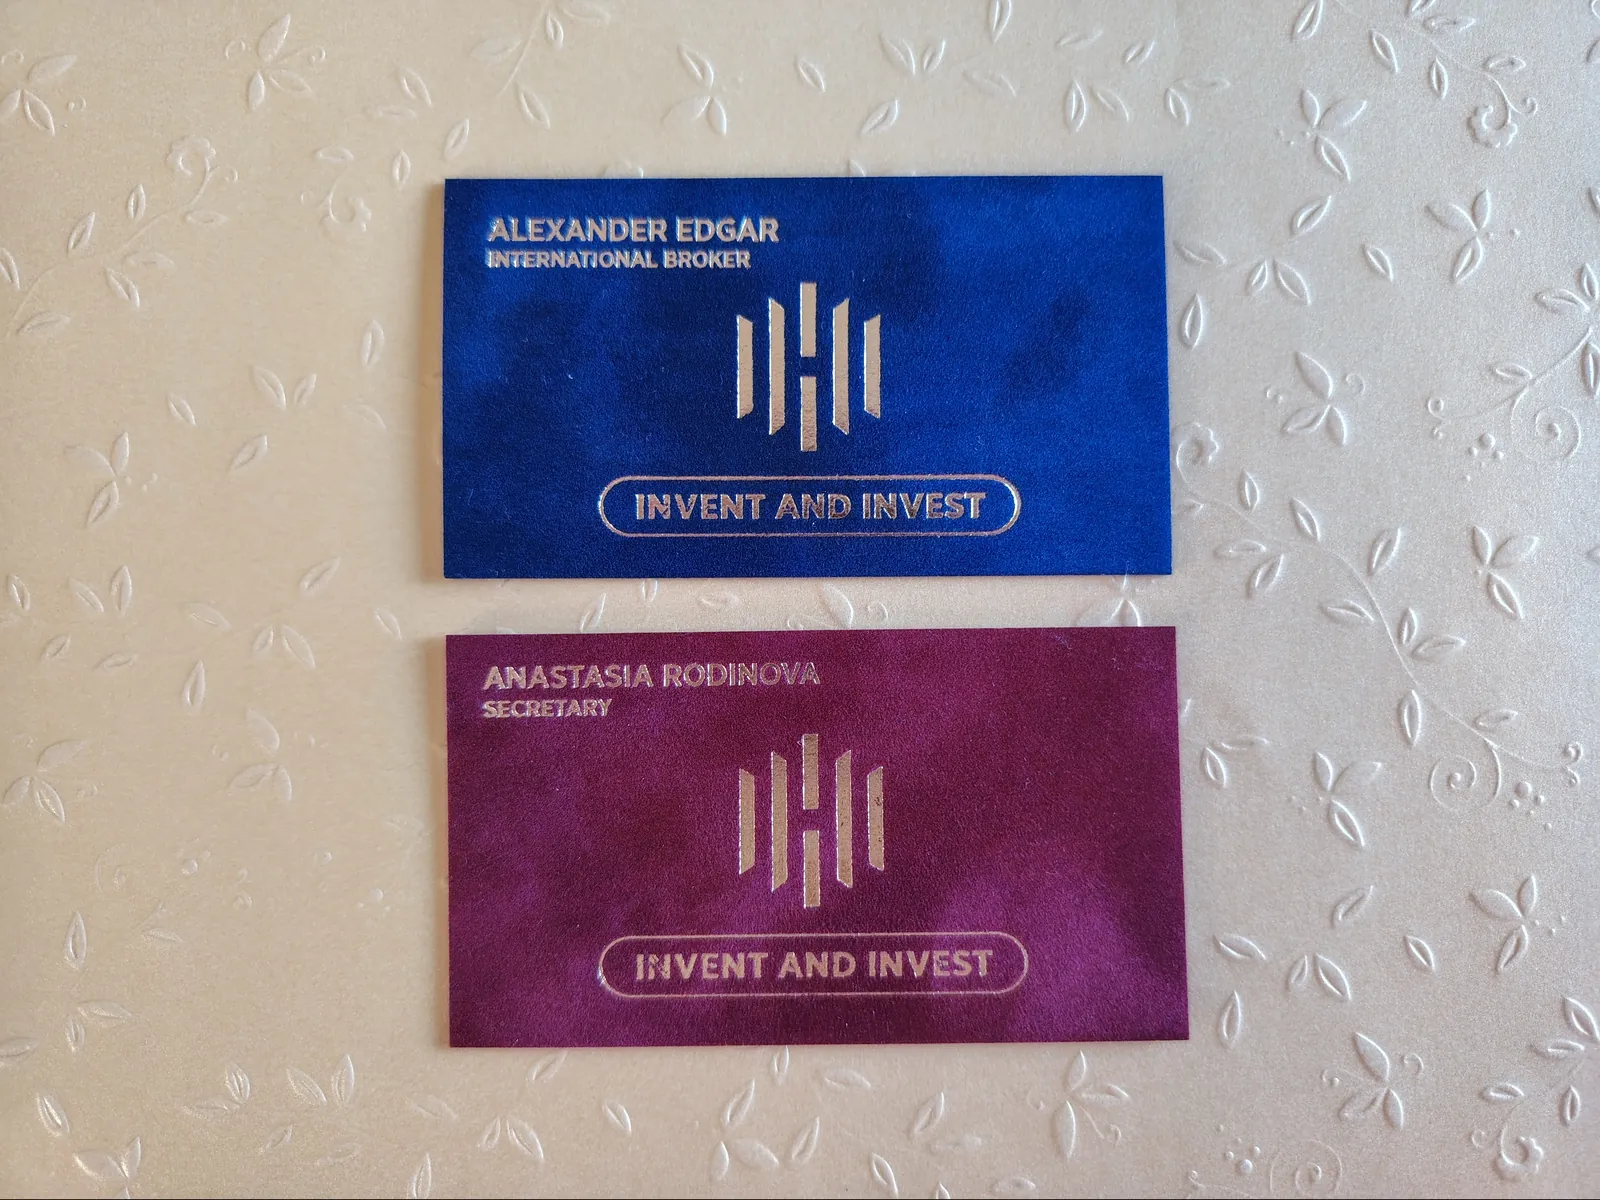 ALEXANDER EDGAR
INTERNATIONAL BROKER
INVENT AND INVEST
ANASTASIA RODINOVA
SECRETARY
INVENT AND INVEST